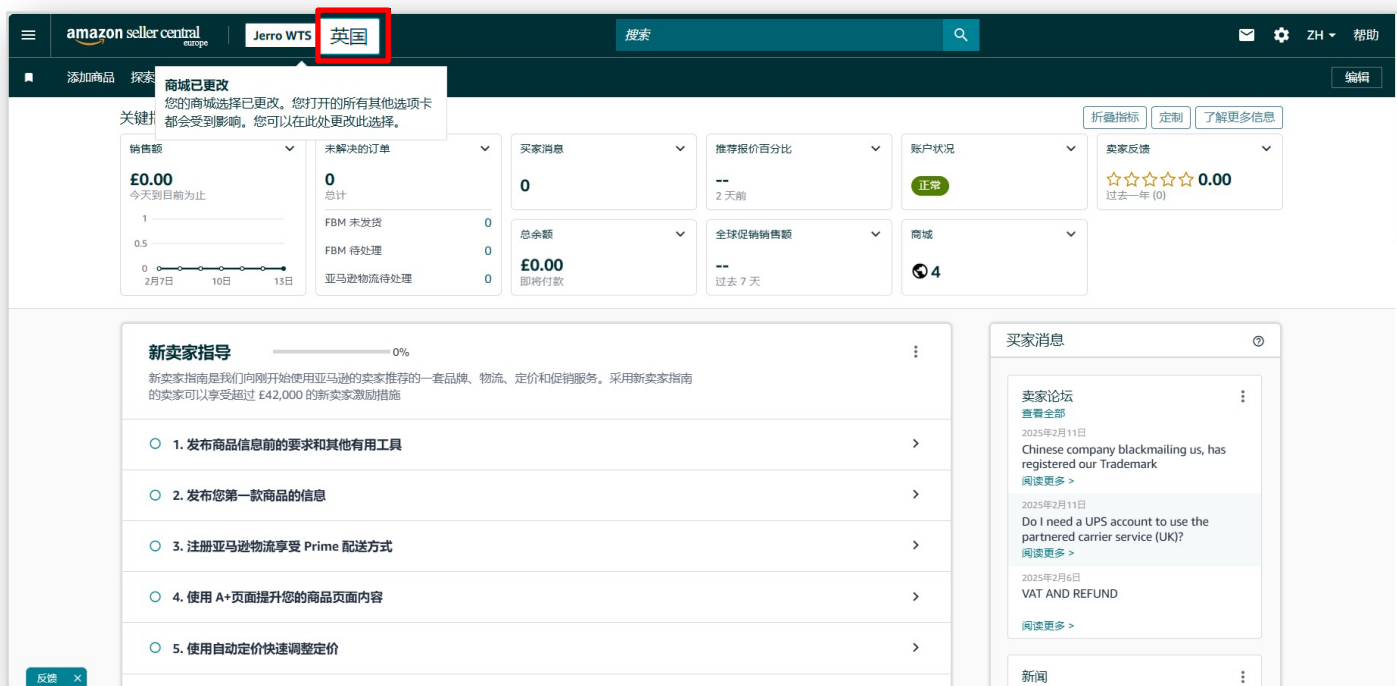 amazon seller central
europe
Jerro WTS
英国
搜索
ZH
帮助
添加商品
探索
编辑
商城已更改
您的商城选择已更改。您打开的所有其他选项卡
都会受到影响。您可以在此处更改此选择。
关键
折叠指标
定制
了解更多信息
销售额
£0.00
今天到目前为止
1
0.5
0
2月7日
10日
13日
未解决的订单
0
总计
FBM 未发货
0
FBM 待处理
0
亚马逊物流待处理
0
买家消息
0
推荐报价百分比
--
2 天前
账户状况
正常
卖家反馈
0.00
过去一年 (0)
总余额
£0.00
即将付款
全球促销销售额
--
过去 7 天
商城
4
新卖家指导
0%
新卖家指南是我们向刚开始使用亚马逊的卖家推荐的一套品牌、物流、定价和促销服务。采用新卖家指南
的卖家可以享受超过 £42,000 的新卖家激励措施
1. 发布商品信息前的要求和其他有用工具
2. 发布您第一款商品的信息
3. 注册亚马逊物流享受 Prime 配送方式
4. 使用 A+页面提升您的商品页面内容
5. 使用自动定价快速调整定价
买家消息
卖家论坛
查看全部
2025年2月11日
Chinese company blackmailing us, has
registered our Trademark
阅读更多 >
2025年2月11日
Do I need a UPS account to use the
partnered carrier service (UK)?
阅读更多 >
2025年2月6日
VAT AND REFUND
阅读更多 >
新闻
反馈